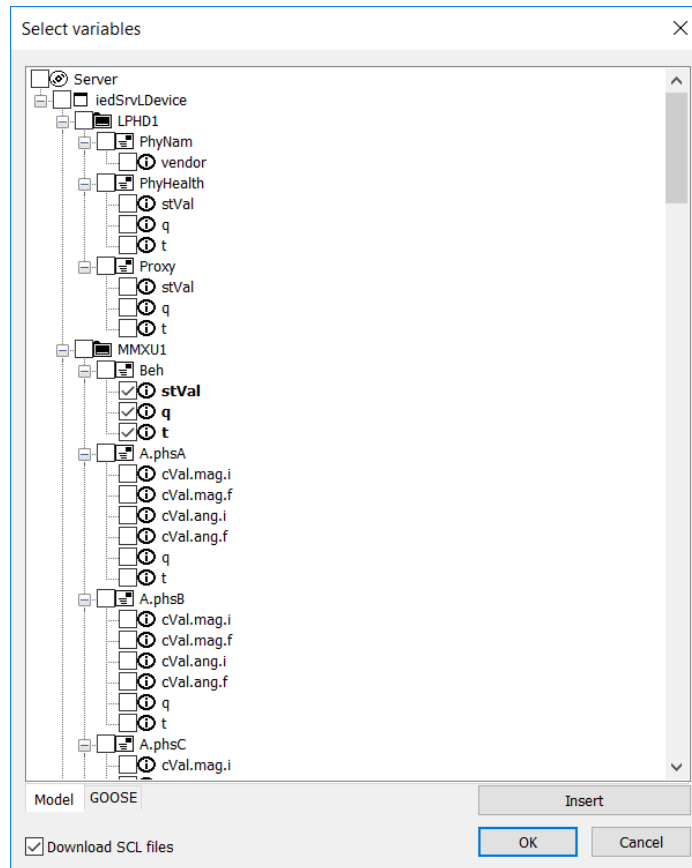 Select variables
Server
iedSrvLDevice
LPHD1
PhyNam
vendor
PhyHealth
stVal
q
t
Proxy
stVal
q
t
MMXU1
Beh
stVal
q
t
A.phsA
cVal.mag.i
cVal.mag.f
cVal.ang.i
cVal.ang.f
q
t
A.phsB
cVal.mag.i
cVal.mag.f
cVal.ang.i
cVal.ang.f
q
t
A.phsC
cVal.mag.i
Model GOOSE Insert
Download SCL files OK Cancel